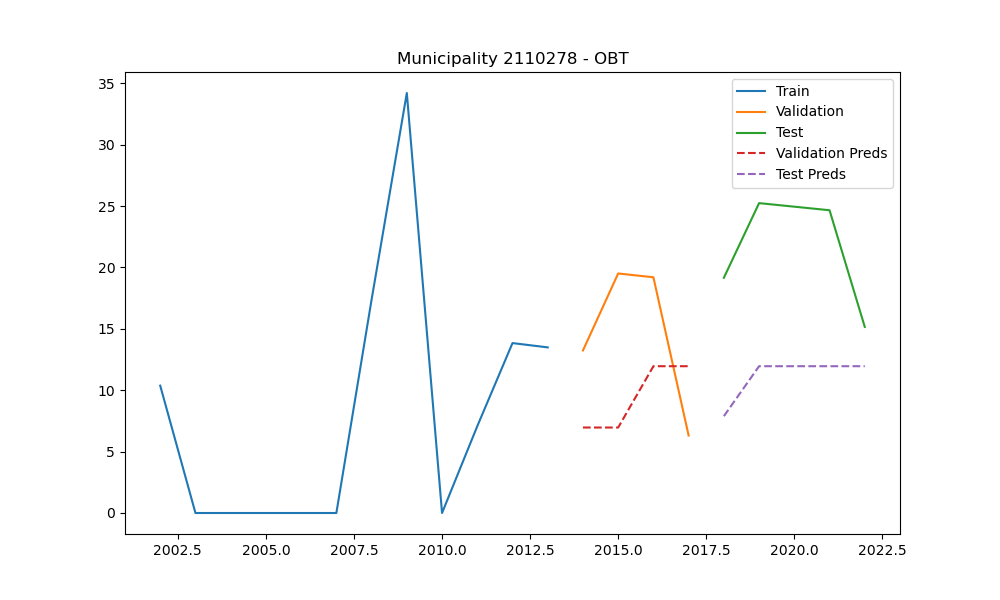 Municipality 2110278 - OBT
35
30
25
20
15
10
5
0
Train
Validation
Test
Validation Preds
Test Preds
2002.5 2005.0 2007.5 2010.0 2012.5 2015.0 2017.5 2020.0 2022.5